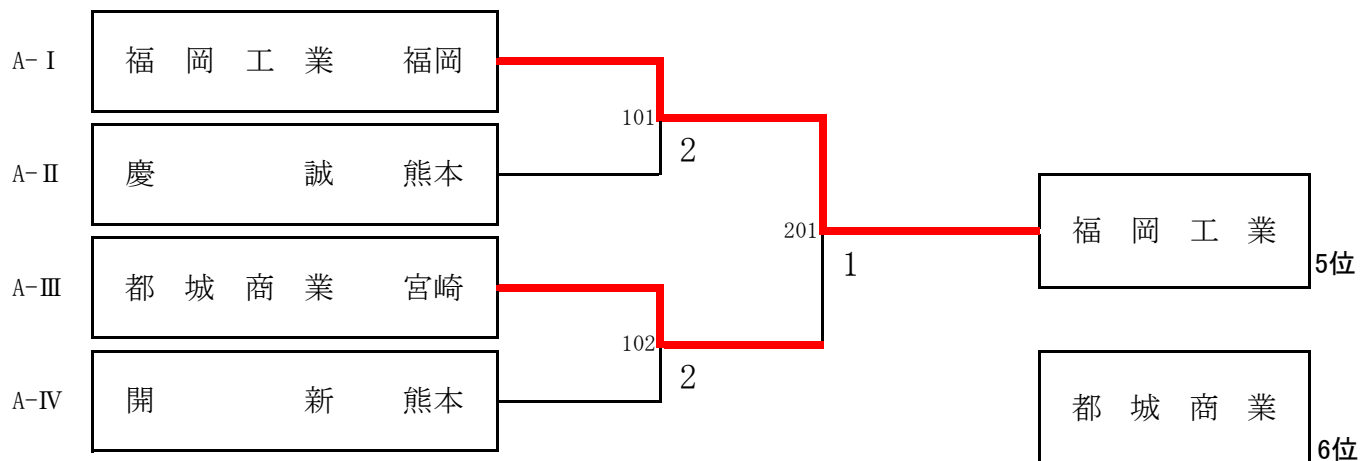 A-Ⅰ 福岡工業 福岡
101
2
A-Ⅱ 慶誠 熊本
201
1
福岡工業
5位
A-Ⅲ 都城商業 宮崎
102
2
A-Ⅳ 開新 熊本
都城商業
6位